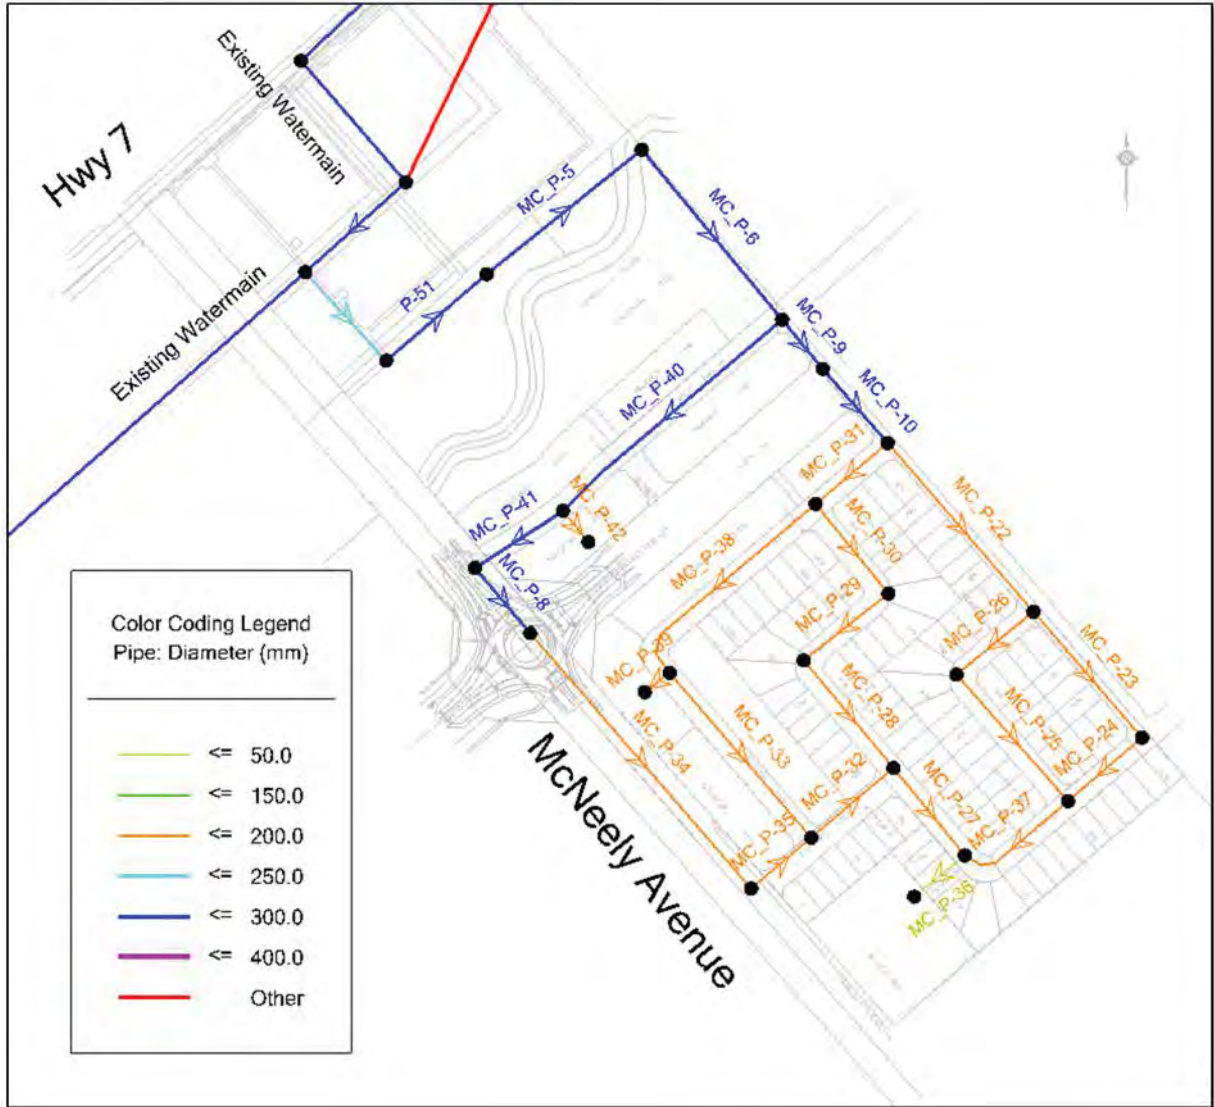 Existing Watermain
Existing Watermain
Hwy 7
MC_P-5
MC_P-6
P-51
Existing Watermain
MC_P-9
MC_P-40
MC_P-10
MC_P-31
MC_P-41
MC_P-42
MC_P-22
MC_P-30
MC_P-38
MC_P-8
MC_P-29
MC_P-26
MC_P-39
MC_P-23
MC_P-28
MC_P-34
MC_P-33
MC_P-25
MC_P-24
MC_P-32
MC_P-27
MC_P-37
MC_P-35
MC_P-36
McNeely Avenue
Color Coding Legend
Pipe: Diameter (mm)
<= 50.0
<= 150.0
<= 200.0
<= 250.0
<= 300.0
<= 400.0
Other